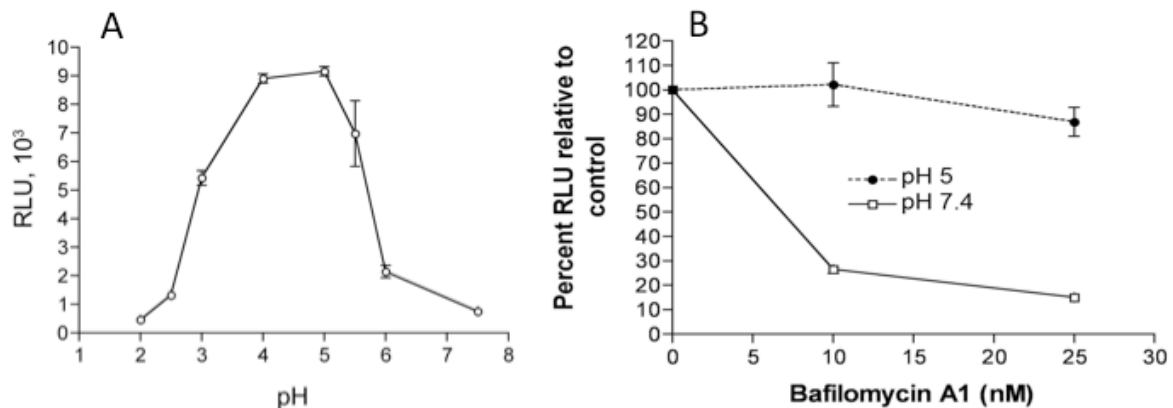 A
RLU, 10³
10
9
8
7
6
5
4
3
2
1
0
1 2 3 4 5 6 7 8
pH
B
Percent RLU relative to
control
120
110
100
90
80
70
60
50
40
30
20
10
0
pH 5
pH 7.4
0 5 10 15 20 25 30
Bafilomycin A1 (nM)